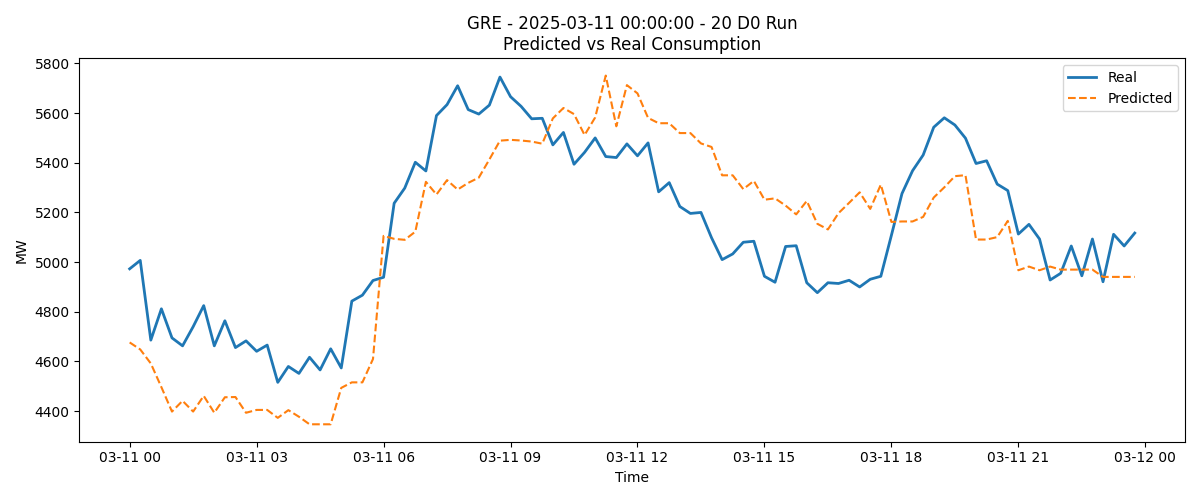 GRE - 2025-03-11 00:00:00 - 20 D0 Run
Predicted vs Real Consumption
Real
Predicted
5800
5600
5400
5200
5000
4800
4600
4400
MW
03-11 00
03-11 03
03-11 06
03-11 09
03-11 12
03-11 15
03-11 18
03-11 21
03-12 00
Time